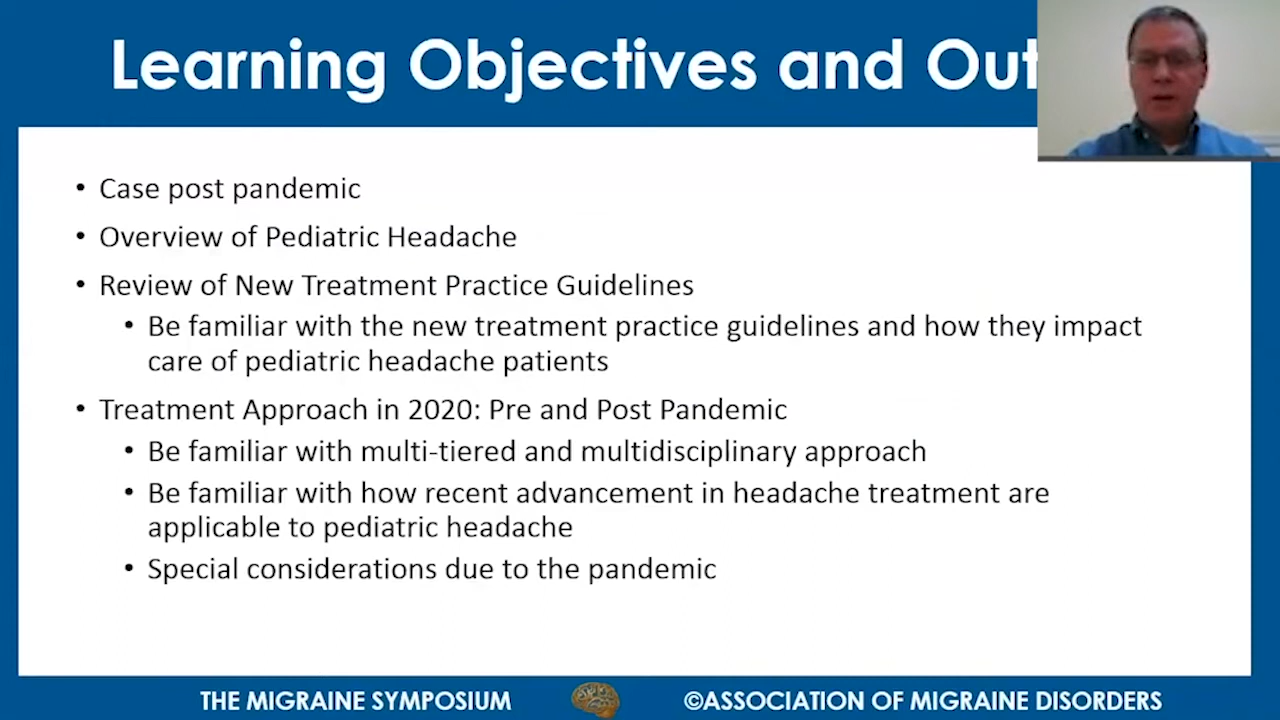 Learning Objectives and Out
• Case post pandemic
• Overview of Pediatric Headache
• Review of New Treatment Practice Guidelines
• Be familiar with the new treatment practice guidelines and how they impact
care of pediatric headache patients
• Treatment Approach in 2020: Pre and Post Pandemic
• Be familiar with multi-tiered and multidisciplinary approach
• Be familiar with how recent advancement in headache treatment are
applicable to pediatric headache
• Special considerations due to the pandemic
THE MIGRAINE SYMPOSIUM
©ASSOCIATION OF MIGRAINE DISORDERS